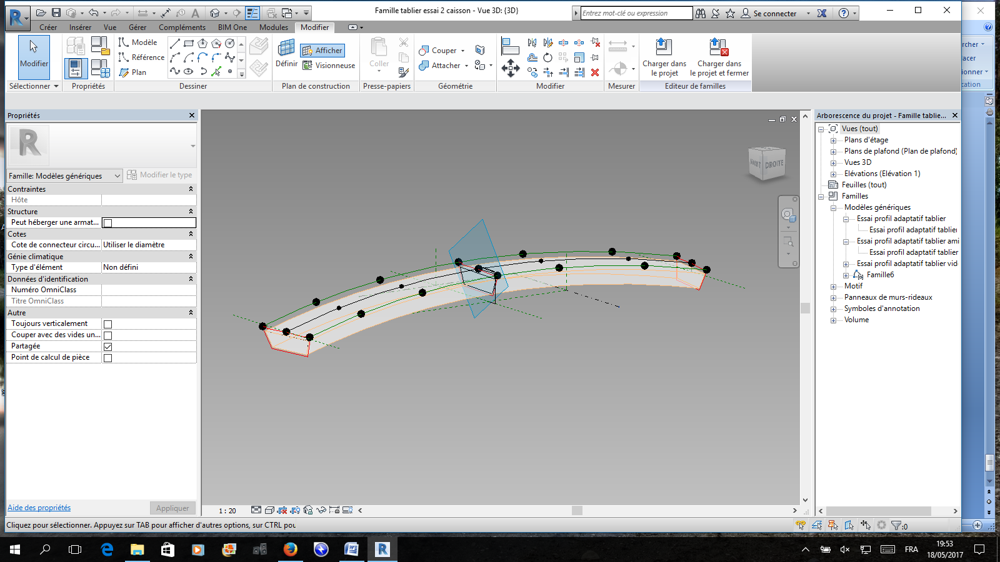 Famille tablier essai 2 caisson - Vue 3D: {3D}
Entrez mot-clé ou expression
Se connecter
Créer Insérer Vue Gérer Compléments BIM One Modules Modifier
Modifier
Modèle
Référence
Plan
Définir
Afficher
Visionneuse
Coller
Couper
Attacher
Charger dans
le projet
Charger dans
le projet et fermer
Sélectionner Propriétés Dessiner Plan de construction Presse-papiers Géométrie Modifier Mesurer Editeur de familles
Propriétés
Famille: Modèles génériques
Modifier le type
Contraintes
Hôte
Structure
Peut héberger une armat...
Cotes
Cote de connecteur circu... Utiliser le diamètre
Génie climatique
Type d'élément Non défini
Données d'identification
Numéro OmniClass
Titre OmniClass
Autre
Toujours verticalement
Couper avec des vides un...
Partagée
Point de calcul de pièce
Aide des propriétés
Appliquer
AVANT DROITE
1 : 20
Arborescence du projet - Famille tablie...
Vues (tout)
Plans d'étage
Plans de plafond (Plan de plafond)
Vues 3D
Elévations (Elévation 1)
Feuilles (tout)
Familles
Modèles génériques
Essai profil adaptatif tablier
Essai profil adaptatif tablier
Essai profil adaptatif tablier ami
Essai profil adaptatif tablier
Essai profil adaptatif tablier vid
Famille6
Motif
Panneaux de murs-rideaux
Symboles d'annotation
Volume
Cliquez pour sélectionner. Appuyez sur TAB pour afficher d'autres options, sur CTRL pou
:0
FRA
19:53
18/05/2017